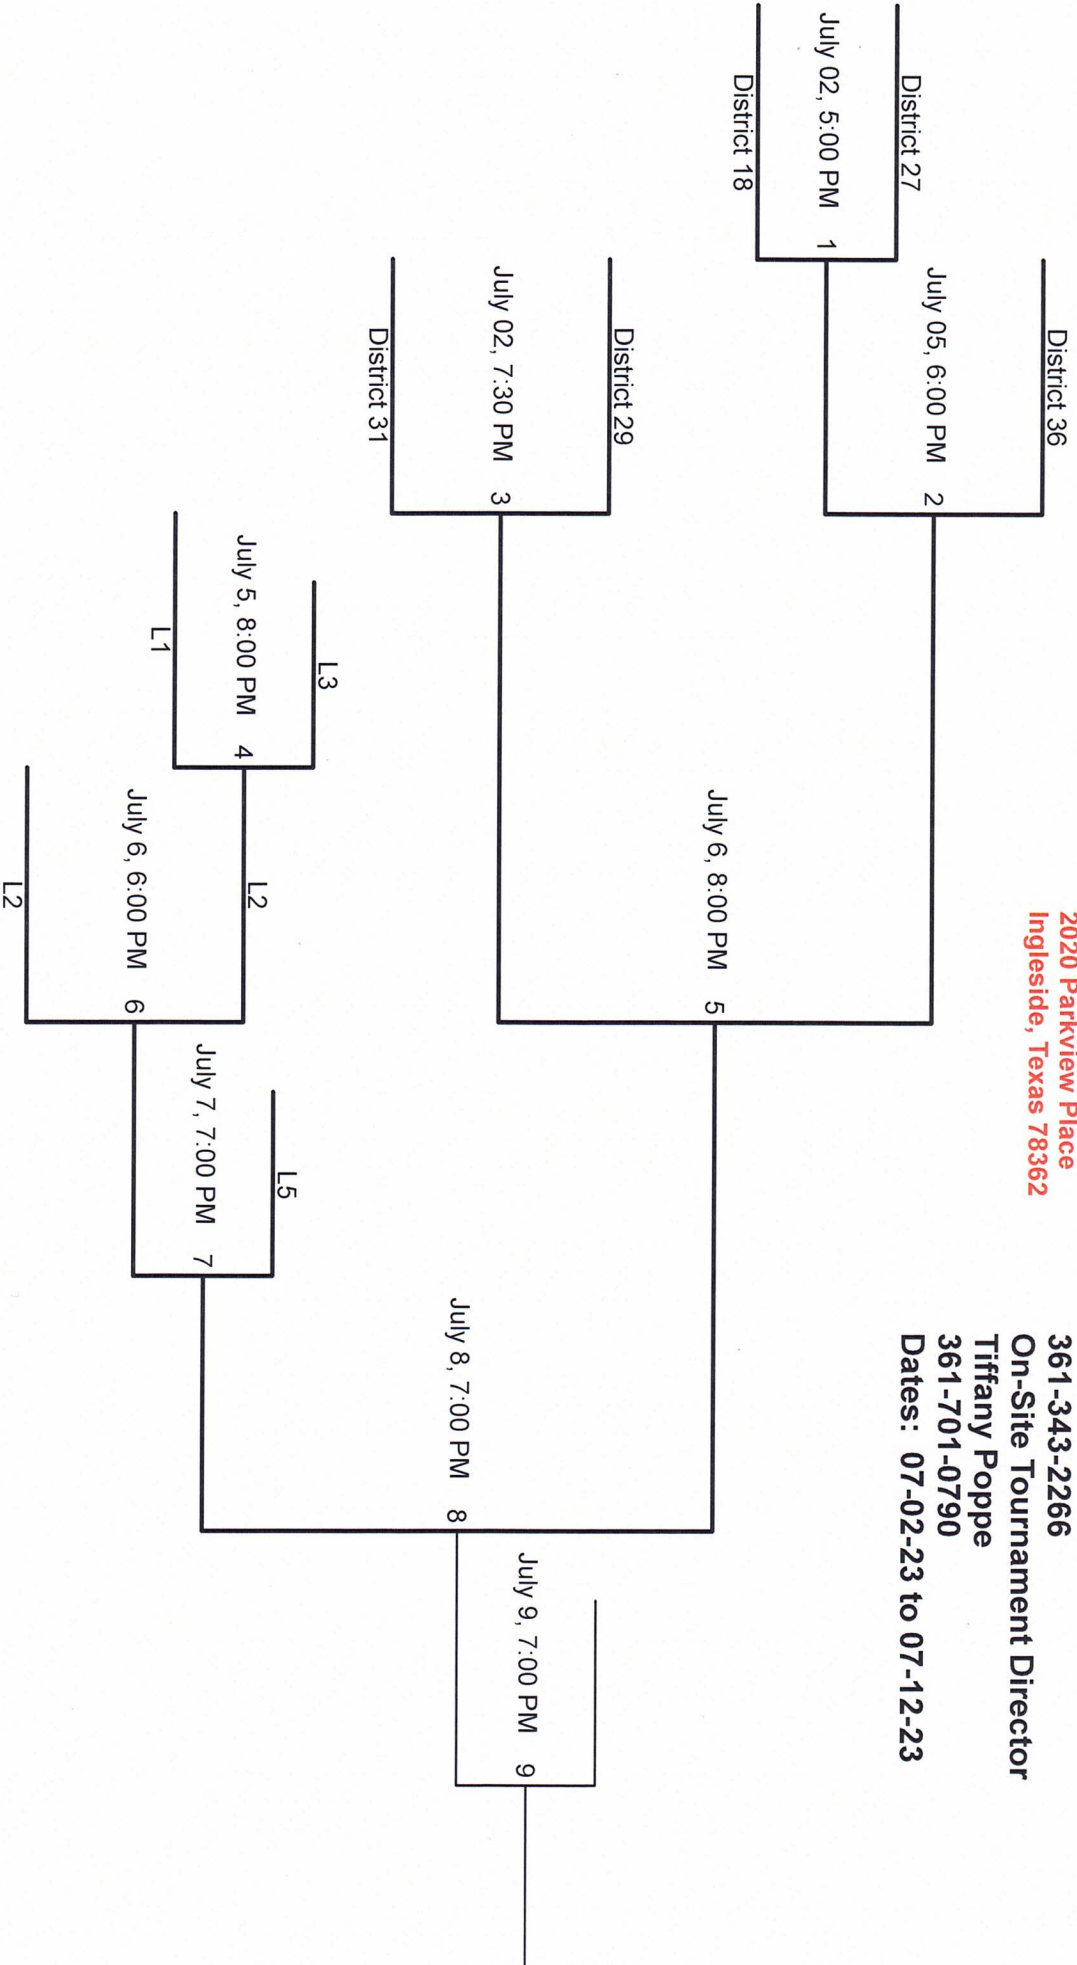 2020 Parkview Place
Ingleside, Texas 78362
361-343-2266
On-Site Tournament Director
Tiffany Poppe
361-701-0790
Dates: 07-02-23 to 07-12-23
District 36
July 05, 6:00 PM 2
District 27
July 02, 5:00 PM 1
District 18
July 6, 8:00 PM 5
District 29
July 02, 7:30 PM 3
District 31
July 9, 7:00 PM 9
July 8, 7:00 PM 8
L3
July 5, 8:00 PM 4
L1
L5
July 7, 7:00 PM 7
L2
July 6, 6:00 PM 6
L2